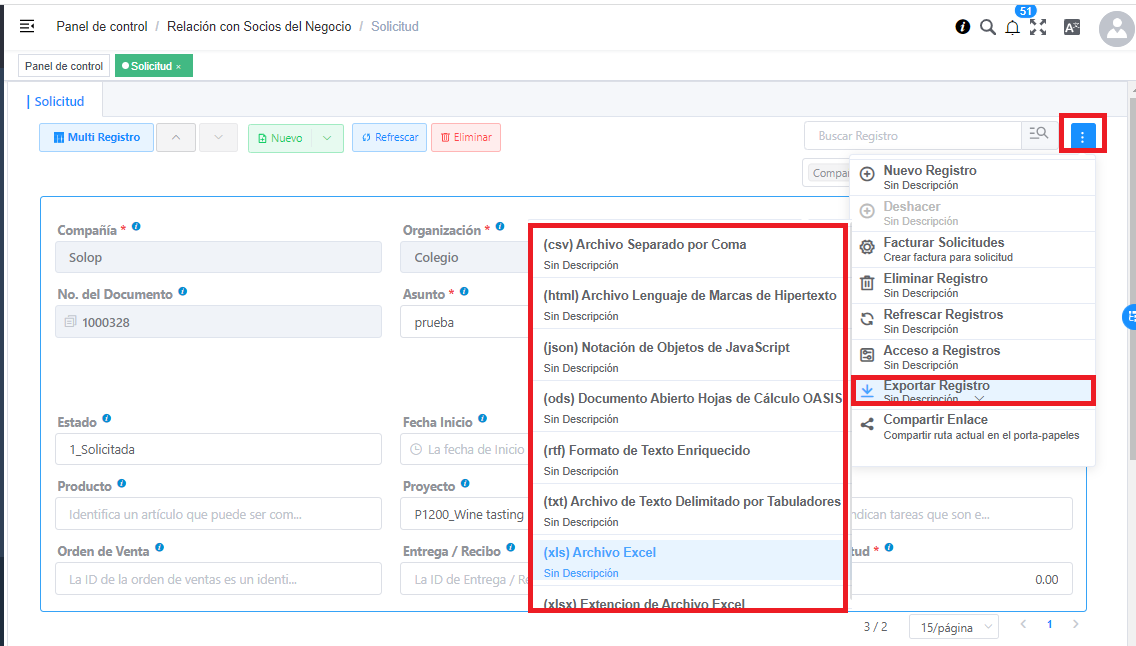 Panel de control / Relación con Socios del Negocio / Solicitud
51
Panel de control
Solicitud ×
Solicitud
Multi Registro
Nuevo
Refrescar
Eliminar
Buscar Registro
Nuevo Registro
Sin Descripción
Deshacer
Sin Descripción
Facturar Solicitudes
Crear factura para solicitud
Eliminar Registro
Sin Descripción
Refrescar Registros
Sin Descripción
Acceso a Registros
Sin Descripción
Exportar Registro
Sin Descripción
Compartir Enlace
Compartir ruta actual en el porta-papeles
(csv) Archivo Separado por Coma
Sin Descripción
(html) Archivo Lenguaje de Marcas de Hipertexto
Sin Descripción
(json) Notación de Objetos de JavaScript
Sin Descripción
(ods) Documento Abierto Hojas de Cálculo OASIS
Sin Descripción
(rtf) Formato de Texto Enriquecido
Sin Descripción
(txt) Archivo de Texto Delimitado por Tabuladores
Sin Descripción
(xls) Archivo Excel
Sin Descripción
(xlsx) Extencion de Archivo Excel
Compañía *
Solop
Organización *
Colegio
No. del Documento
1000328
Asunto *
prueba
Estado
1_Solicitada
Fecha Inicio
La fecha de Inicio
Producto
Identifica un artículo que puede ser com...
Proyecto
P1200_Wine tasting
ndican tareas que son e...
Orden de Venta
La ID de la orden de ventas es un identi...
Entrega / Recibo
La ID de Entrega / Re
tud *
0.00
3 / 2
15/página
1